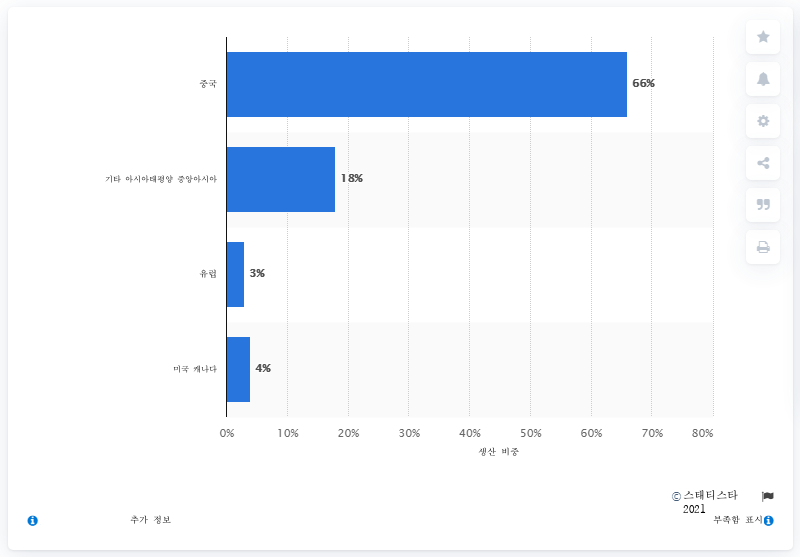 중국
66%
기타 아시아태평양 중앙아시아
18%
유럽
3%
미국 캐나다
4%
0% 10% 20% 30% 40% 50% 60% 70% 80%
생산 비중
© 스태티스타
2021
추가 정보
부족함 표시